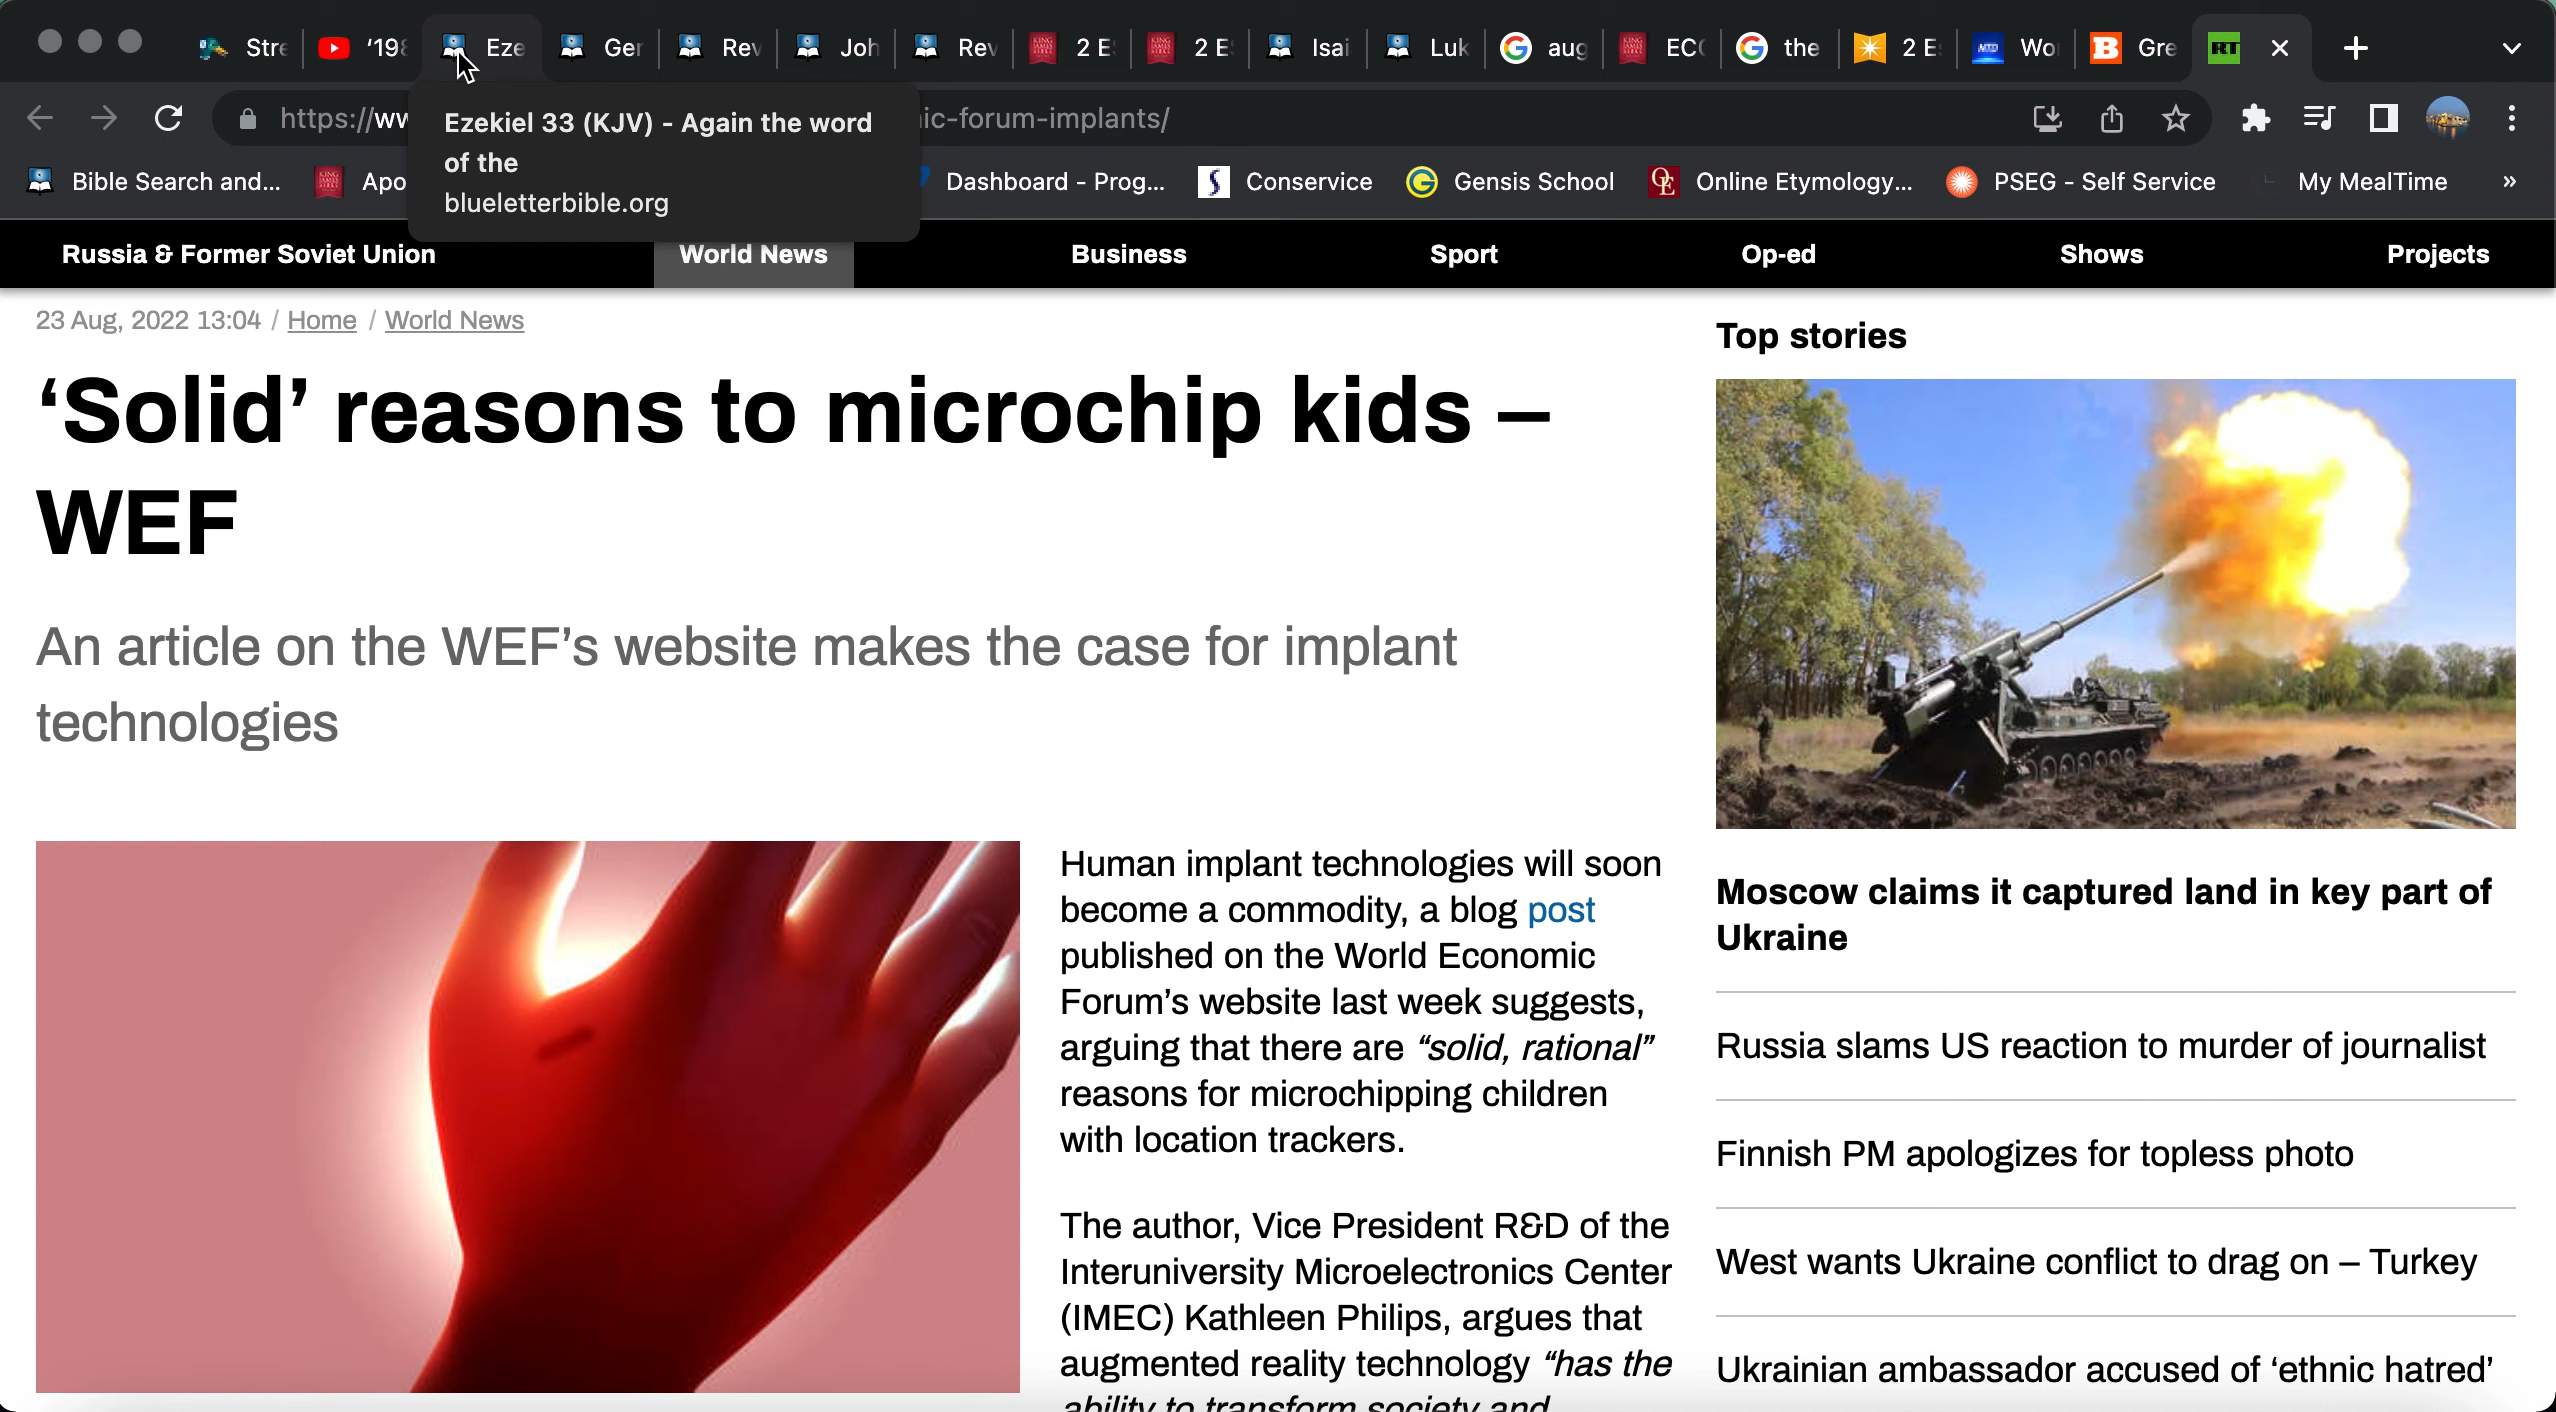 Stre
'198
Eze
Ger
Rev
Joh
Rev
2 E
2 E
Isai
Luk
aug
ECC
the
2 E
NTD
Wo
Gre
RT
https://ww
ic-forum-implants/
Ezekiel 33 (KJV) - Again the word
of the
blueletterbible.org
Bible Search and...
Apo
Dashboard - Prog...
Conservice
Gensis School
Online Etymology...
PSEG - Self Service
My MealTime
»
Russia & Former Soviet Union
World News
Business
Sport
Op-ed
Shows
Projects
23 Aug, 2022 13:04 / Home / World News
‘Solid’ reasons to microchip kids –
WEF
An article on the WEF’s website makes the case for implant
technologies
Human implant technologies will soon
become a commodity, a blog post
published on the World Economic
Forum’s website last week suggests,
arguing that there are “solid, rational”
reasons for microchipping children
with location trackers.
The author, Vice President R&D of the
Interuniversity Microelectronics Center
(IMEC) Kathleen Philips, argues that
augmented reality technology “has the
ability to transform society and
Top stories
Moscow claims it captured land in key part of
Ukraine
Russia slams US reaction to murder of journalist
Finnish PM apologizes for topless photo
West wants Ukraine conflict to drag on – Turkey
Ukrainian ambassador accused of ‘ethnic hatred’